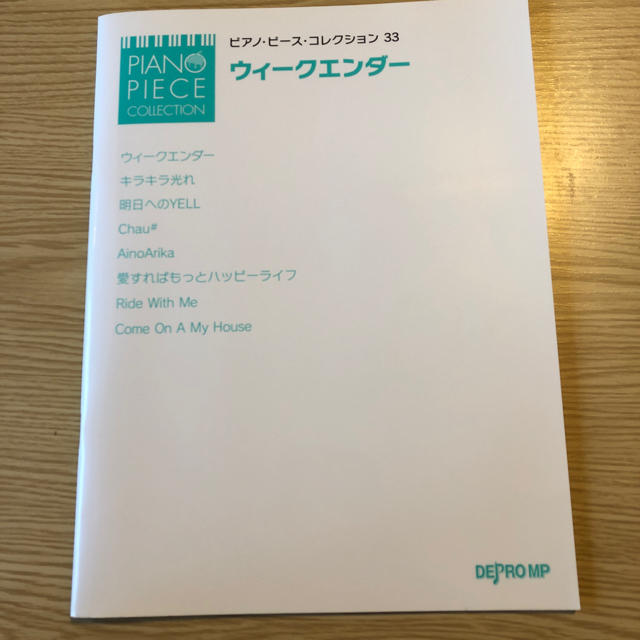 PIANO
PIECE
COLLECTION
ピアノ・ピース・コレクション 33
ウィークエンダー
ウィークエンダー
キラキラ光れ
明日へのYELL
Chau#
AinoArika
愛すればもっとハッピーライフ
Ride With Me
Come On A My House
DEPRO MP